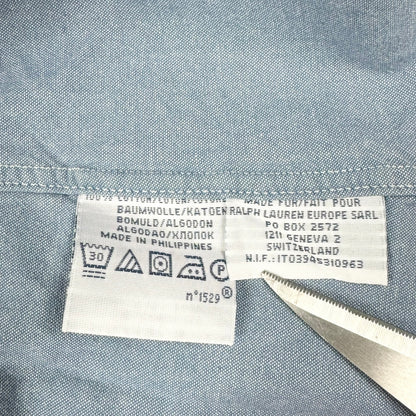 100% COTTON/COTON/COTONE
BAUMWOLLE/KATOEN
BOMULD/ALGODON
ALGODAO/ΧΛΠΟΠΟΚ
MADE IN PHILIPPINES
30
P
n°1529®
MADE FOR/FAIT POUR
RALPH LAUREN EUROPE SARL
PO BOX 2572
1211 GENEVA 2
SWITZERLAND
N.I.F.:IT03945310963